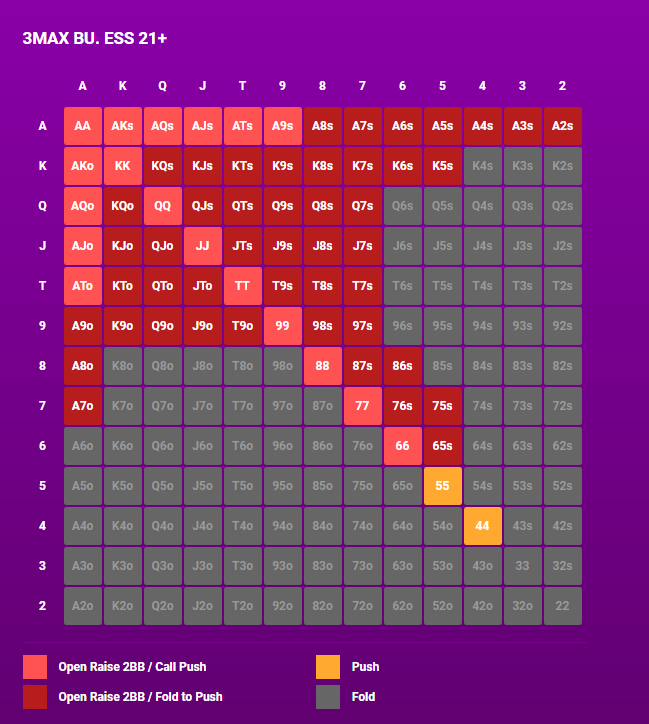 3MAX BU. ESS 21+
A K Q J T 9 8 7 6 5 4 3 2
A AA AKs AQs AJs ATs A9s A8s A7s A6s A5s A4s A3s A2s
K AKo KK KQs KJs KTs K9s K8s K7s K6s K5s K4s K3s K2s
Q AQo KQo QQ QJs QTs Q9s Q8s Q7s Q6s Q5s Q4s Q3s Q2s
J AJo KJo QJo JJ JTs J9s J8s J7s J6s J5s J4s J3s J2s
T ATo KTo QTo JTo TT T9s T8s T7s T6s T5s T4s T3s T2s
9 A9o K9o Q9o J9o T9o 99 98s 97s 96s 95s 94s 93s 92s
8 A8o K8o Q8o J8o T8o 98o 88 87s 86s 85s 84s 83s 82s
7 A7o K7o Q7o J7o T7o 97o 87o 77 76s 75s 74s 73s 72s
6 A6o K6o Q6o J6o T6o 96o 86o 76o 66 65s 64s 63s 62s
5 A5o K5o Q5o J5o T5o 95o 85o 75o 65o 55 54s 53s 52s
4 A4o K4o Q4o J4o T4o 94o 84o 74o 64o 54o 44 43s 42s
3 A3o K3o Q3o J3o T3o 93o 83o 73o 63o 53o 43o 33 32s
2 A2o K2o Q2o J2o T2o 92o 82o 72o 62o 52o 42o 32o 22
Open Raise 2BB / Call Push Push
Open Raise 2BB / Fold to Push Fold